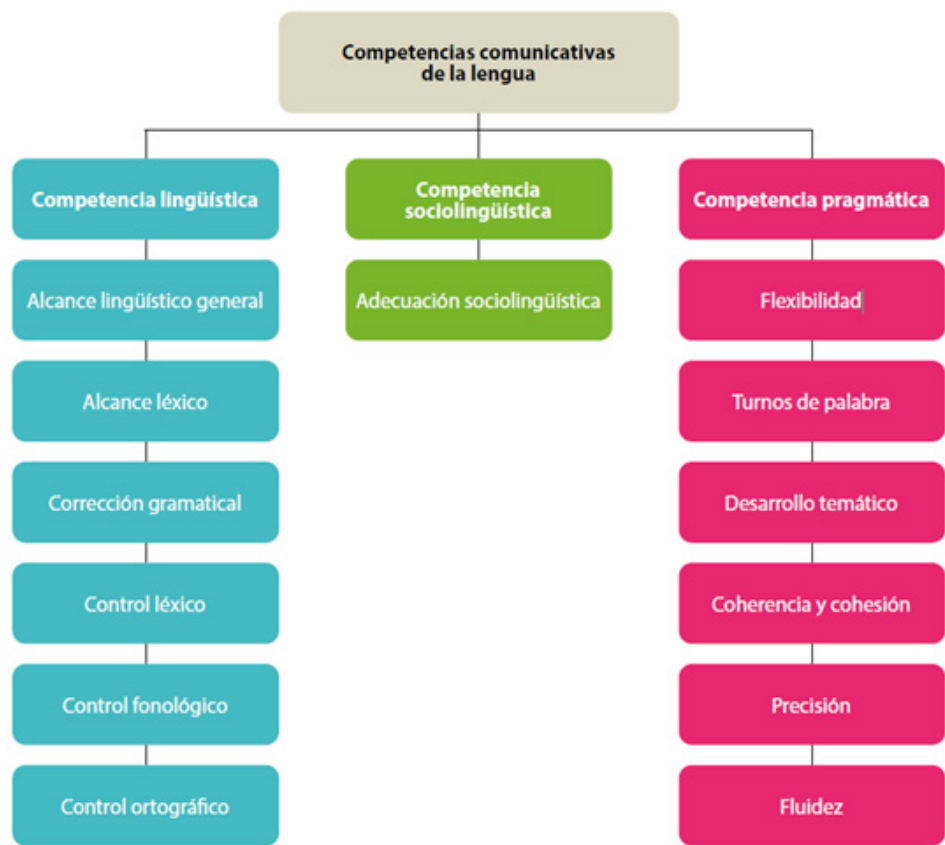 Competencias comunicativas
de la lengua
Competencia lingüística
Alcance lingüístico general
Alcance léxico
Corrección gramatical
Control léxico
Control fonológico
Control ortográfico
Competencia
sociolingüística
Adecuación sociolingüística
Competencia pragmática
Flexibilidad
Turnos de palabra
Desarrollo temático
Coherencia y cohesión
Precisión
Fluidez